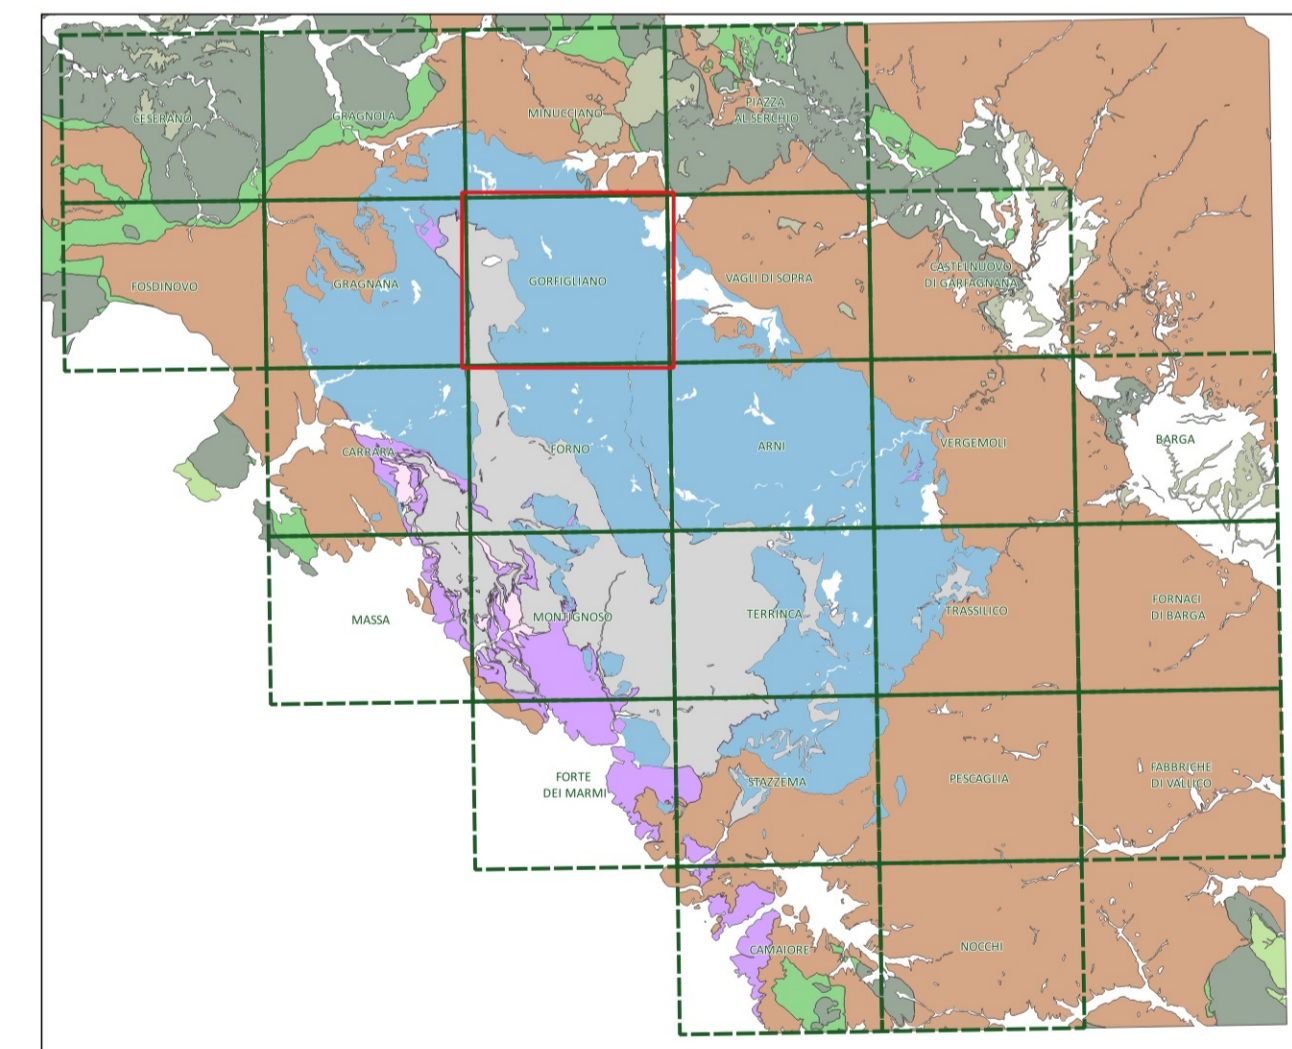 CESERANO
GRAGNOLA
MINUCCIANO
PIAZZA
AL SERCHIO
FOSDINOVO
GRAGNANA
GORFIGLIANO
VAGLI DI SOPRA
CASTELNUOVO
DI GARFAGNANA
CARRARA
FORNO
ARNI
VERGEMOLI
BARGA
MASSA
MONTIGNOSO
TERRINCA
TRASSILICO
FORNACI
DI BARGA
FORTE
DEI MARMI
STAZZEMA
PESCAGLIA
FABBRICHE
DI VALLICO
CAMAIORE
NOCCHI